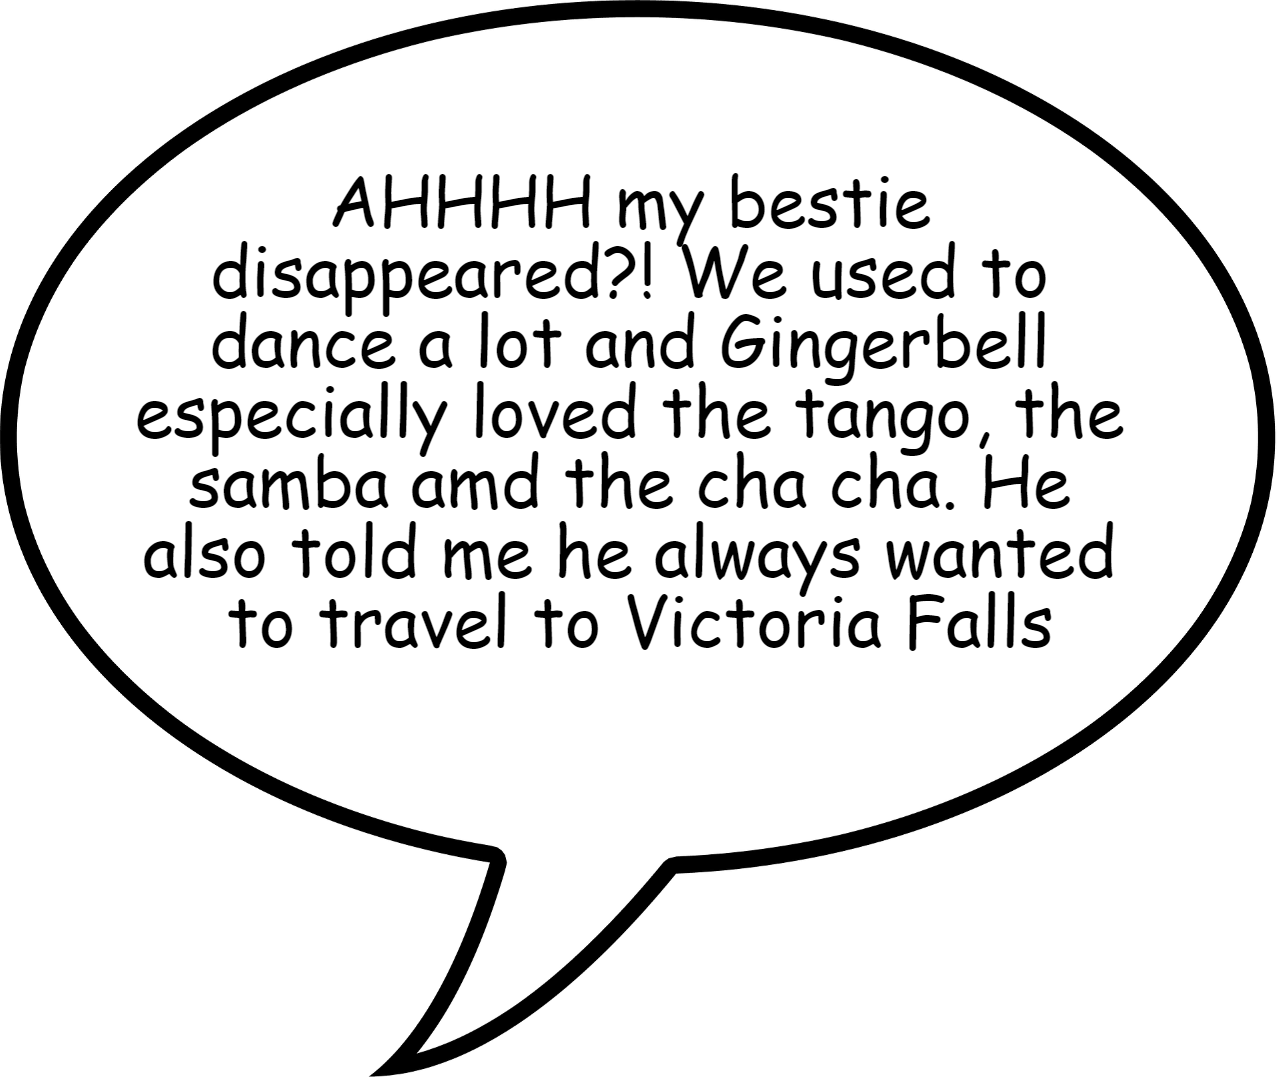 AHHHH my bestie
disappeared?! We used to
dance a lot and Gingerbell
especially loved the tango, the
samba amd the cha cha. He
also told me he always wanted
to travel to Victoria Falls